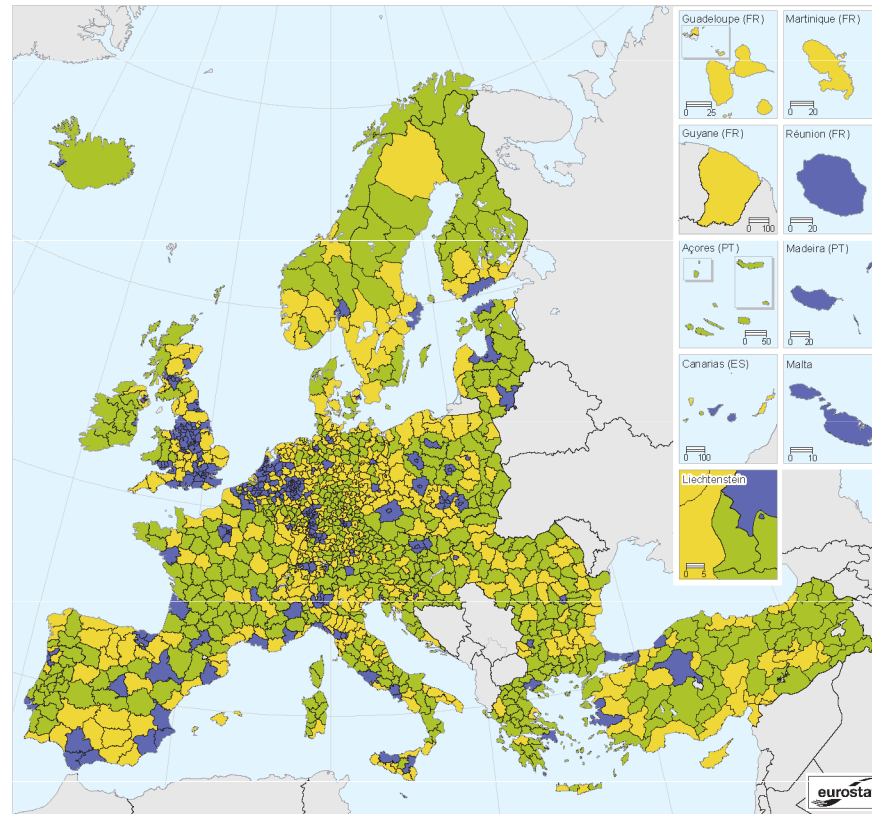 Guadeloupe (FR)
0 25
Martinique (FR)
0 20
Guyane (FR)
0 100
Réunion (FR)
0 20
Açores (PT)
0 50
Madeira (PT)
0 20
Canarias (ES)
0 100
Malta
0 10
Liechtenstein
0 5
eurosta